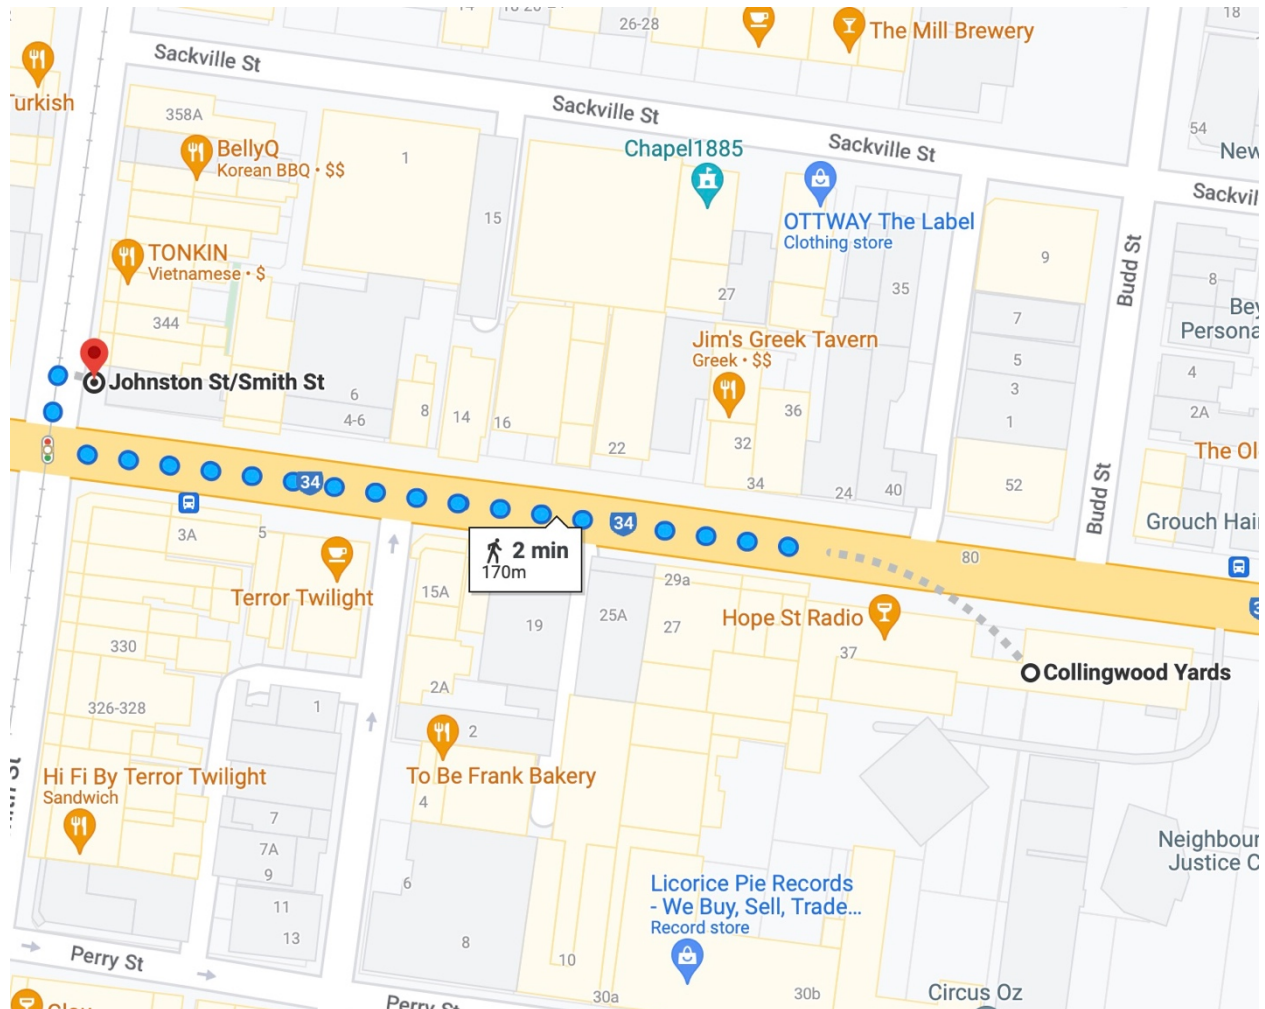 26-28
18
The Mill Brewery
Sackville St
urkish
Sackville St
358A
54
BellyQ
Korean BBQ • $$
1
Chapel1885
Sackville St
New
Sackvil
15
OTTWAY The Label
Clothing store
TONKIN
Vietnamese • $
9
Budd St
8
35
27
Bey
Persona
344
7
Jim's Greek Tavern
Greek • $$
5
4
Johnston St/Smith St
3
6
4-6
8
14
16
36
1
2A
22
32
The Ol
34
34
24
40
52
Budd St
34
Grouch Hair
3A
5
2 min
170m
80
Terror Twilight
15A
29a
19
25A
27
Hope St Radio
37
330
Collingwood Yards
2A
326-328
1
2
Hi Fi By Terror Twilight
Sandwich
To Be Frank Bakery
4
7
7A
9
Neighbour
Justice C
6
Licorice Pie Records
- We Buy, Sell, Trade...
Record store
11
13
8
Perry St
10
30a
30b
Circus Oz
Perry St